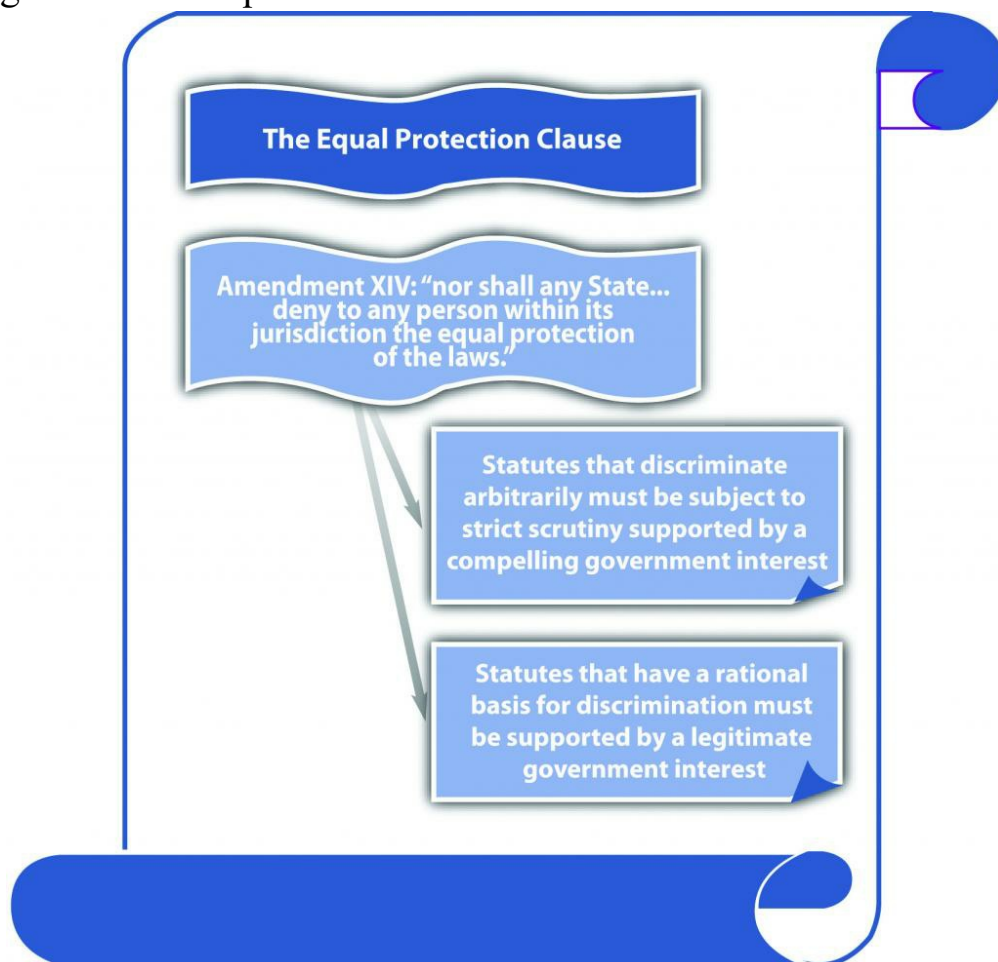 The Equal Protection Clause
Amendment XIV: “nor shall any State...
deny to any person within its
jurisdiction the equal protection
of the laws.”
Statutes that discriminate
arbitrarily must be subject to
strict scrutiny supported by a
compelling government interest
Statutes that have a rational
basis for discrimination must
be supported by a legitimate
government interest